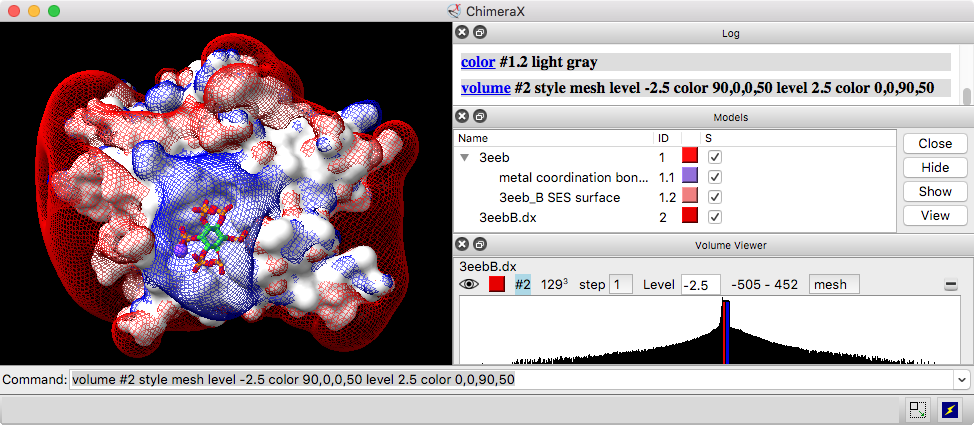 ChimeraX
Log
color #1.2 light gray
volume #2 style mesh level -2.5 color 90,0,0,50 level 2.5 color 0,0,90,50
Models
Name ID S
3eeb 1
metal coordination bon... 1.1
3eeb_B SES surface 1.2
3eebB.dx 2
Close
Hide
Show
View
Volume Viewer
3eebB.dx
#2 129³ step 1 Level -2.5 -505 - 452 mesh
Command: volume #2 style mesh level -2.5 color 90,0,0,50 level 2.5 color 0,0,90,50